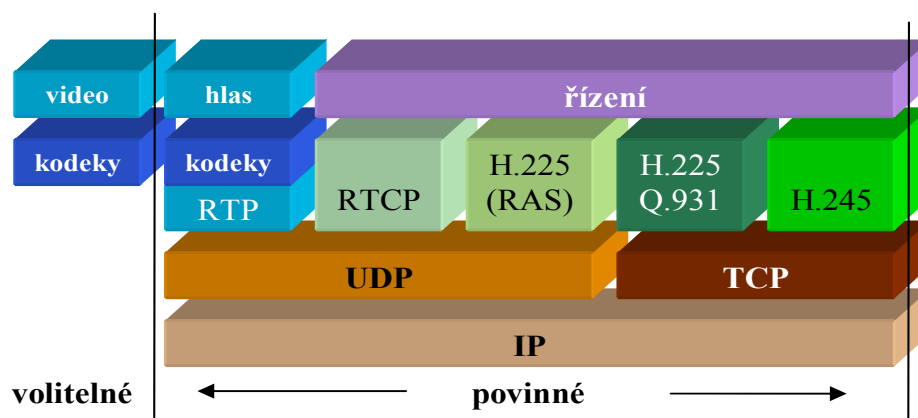 video
hlas
řízení
kodeky
kodeky
RTP
RTCP
H.225
(RAS)
H.225
Q.931
H.245
UDP
TCP
IP
volitelné
povinné